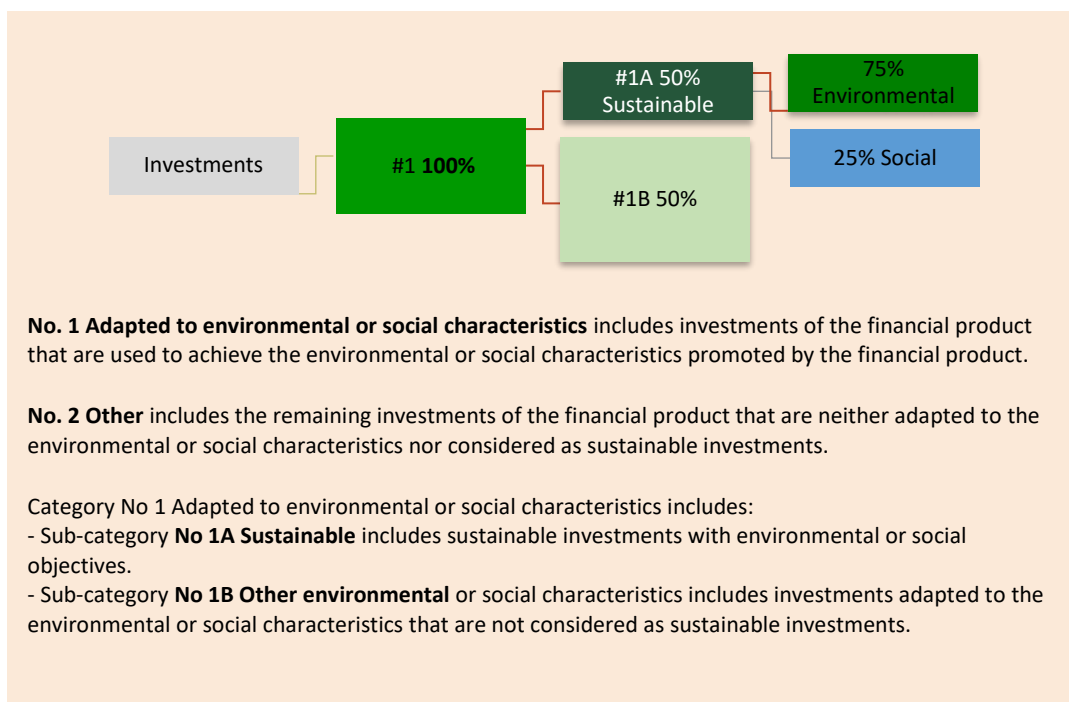 #1A 50%
Sustainable
75%
Environmental
Investments
#1 100%
25% Social
#1B 50%
No. 1 Adapted to environmental or social characteristics includes investments of the financial product
that are used to achieve the environmental or social characteristics promoted by the financial product.
No. 2 Other includes the remaining investments of the financial product that are neither adapted to the
environmental or social characteristics nor considered as sustainable investments.
Category No 1 Adapted to environmental or social characteristics includes:
- Sub-category No 1A Sustainable includes sustainable investments with environmental or social
objectives.
- Sub-category No 1B Other environmental or social characteristics includes investments adapted to the
environmental or social characteristics that are not considered as sustainable investments.